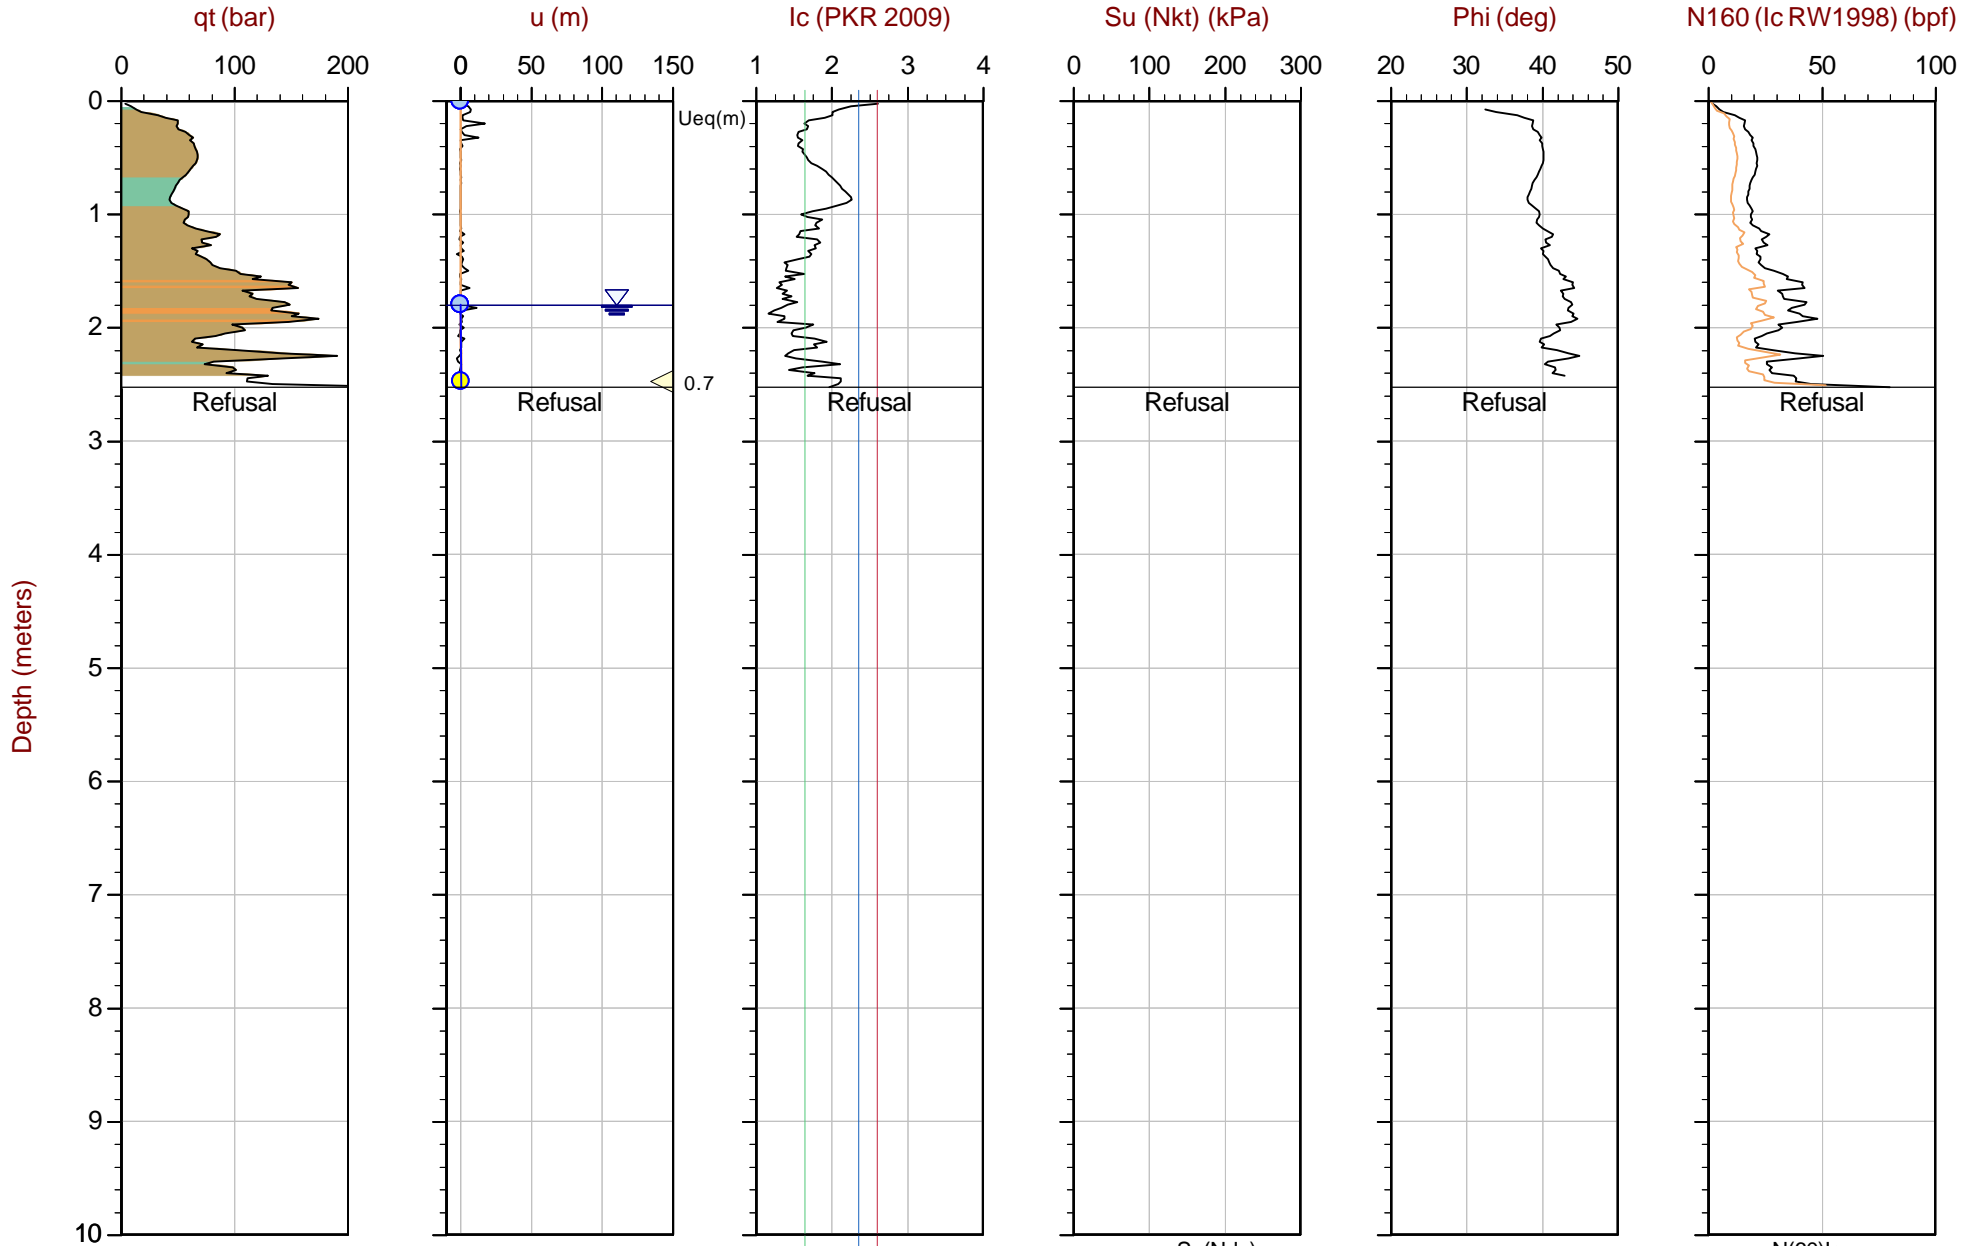 qt (bar) u (m) Ic (PKR 2009) Su (Nkt) (kPa) Phi (deg) N160 (Ic RW1998) (bpf)
0 100 200 0 50 100 150 1 2 3 4 0 100 200 300 20 30 40 50 0 50 100
0
Ueq(m)
1
2
0.7
Refusal Refusal Refusal Refusal Refusal Refusal
3
4
5
Depth (meters)
6
7
8
9
10